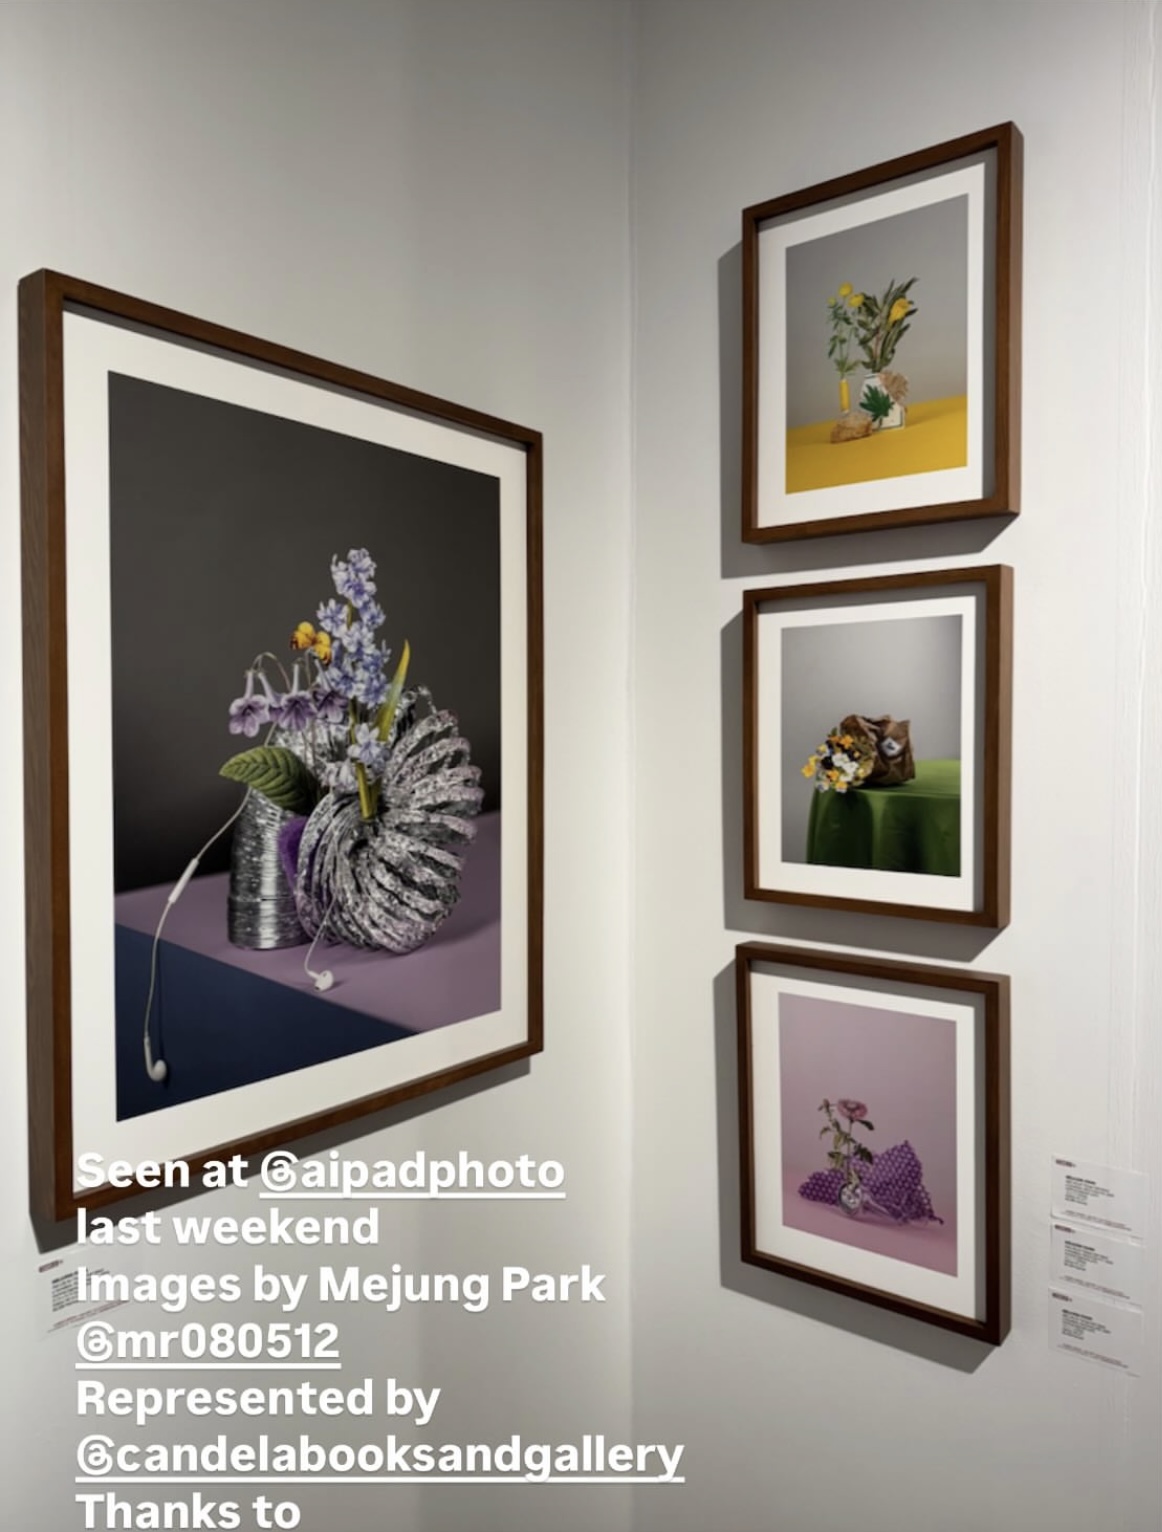 Seen at @aipadphoto
last weekend
Images by Mejung Park
@mr080512
Represented by
@candelabooksandgallery
Thanks to